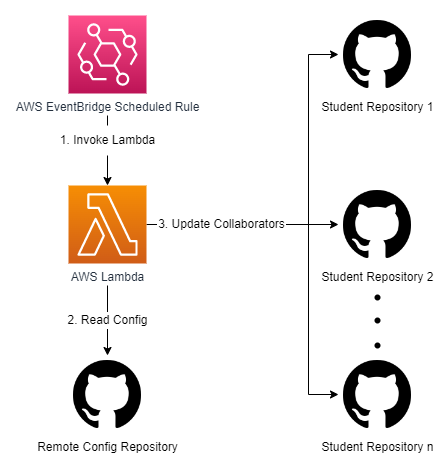 AWS EventBridge Scheduled Rule
1. Invoke Lambda
AWS Lambda
2. Read Config
Remote Config Repository
3. Update Collaborators
Student Repository 1
Student Repository 2
Student Repository n